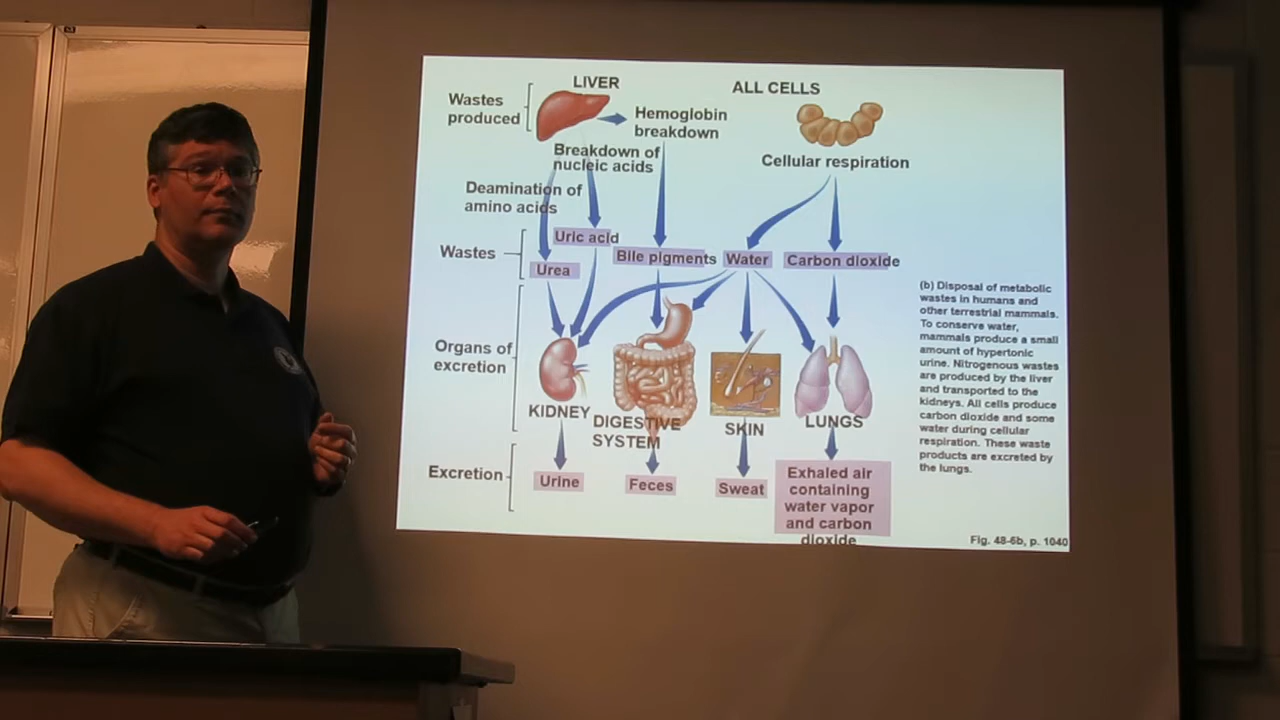 LIVER
ALL CELLS
Wastes
produced
Hemoglobin
breakdown
Breakdown of
nucleic acids
Cellular respiration
Deamination of
amino acids
Uric acid
Wastes
Bile pigments
Water
Carbon dioxide
Urea
Organs of
excretion
KIDNEY
DIGESTIVE
SYSTEM
SKIN
LUNGS
Excretion
Urine
Feces
Sweat
Exhaled air
containing
water vapor
and carbon
dioxide
(b) Disposal of metabolic
wastes in humans and
other terrestrial mammals.
To conserve water,
mammals produce a small
amount of hypertonic
urine. Nitrogenous wastes
are produced by the liver
and transported to the
kidneys. All cells produce
carbon dioxide and some
water during cellular
respiration. These waste
products are excreted by
the lungs.
Fig. 48-6b, p. 1040